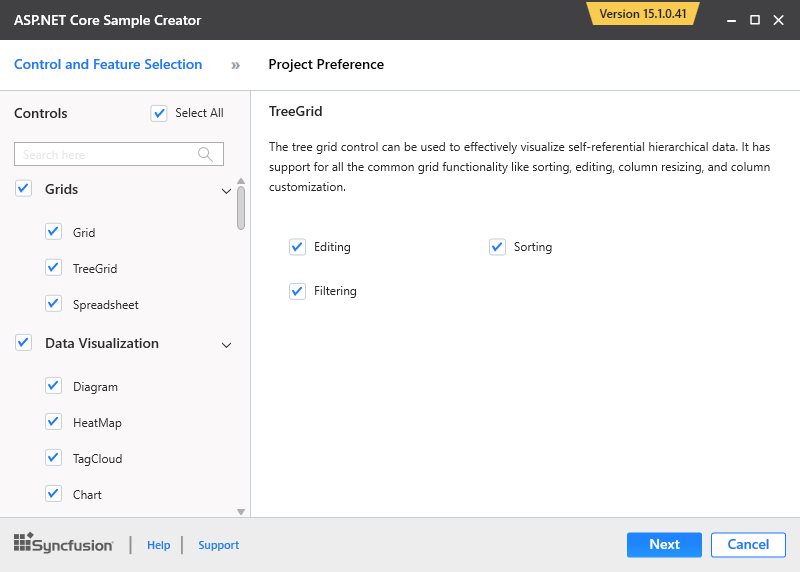 ASP.NET Core Sample Creator
Version 15.1.0.41
Control and Feature Selection » Project Preference
Controls
Select All
Search here
Grids
Grid
TreeGrid
Spreadsheet
Data Visualization
Diagram
HeatMap
TagCloud
Chart
TreeGrid
The tree grid control can be used to effectively visualize self-referential hierarchical data. It has
support for all the common grid functionality like sorting, editing, column resizing, and column
customization.
Editing
Sorting
Filtering
Syncfusion
Help
Support
Next
Cancel